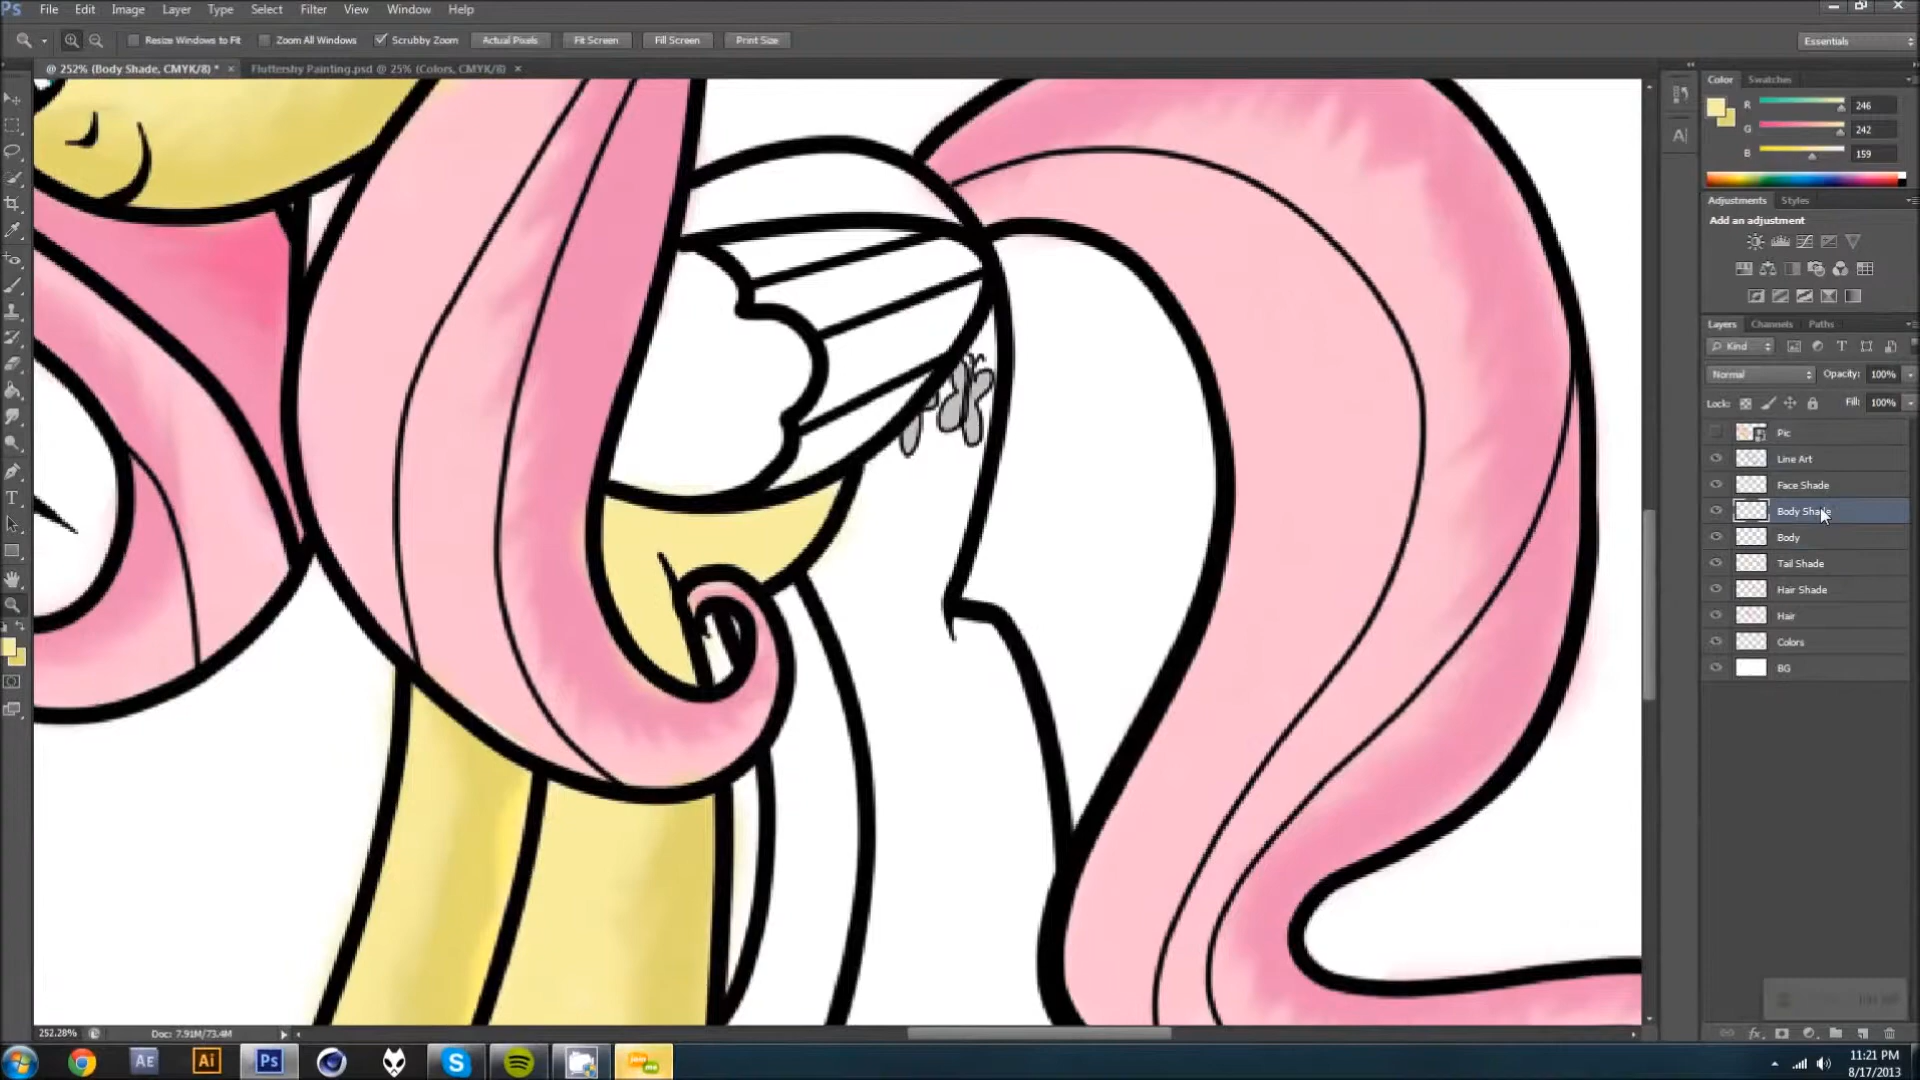 Ps File Edit Image Layer Type Select Filter View Window Help
Resize Windows to Fit Zoom All Windows Scrubby Zoom Actual Pixels Fit Screen Fill Screen Print Size Essentials
@ 252% (Body Shade, CMYK/8) * × Fluttershy Painting.psd @ 25% (Colors, CMYK/8) ×
Color Swatches
R 246
G 242
B 159
Adjustments Styles
Add an adjustment
Layers Channels Paths
Kind
Normal Opacity: 100%
Lock: Fill: 100%
Pic
Line Art
Face Shade
Body Shade
Body
Tail Shade
Hair Shade
Hair
Colors
BG
252.28% Doc: 7.91M/73.4M
Ae Ai Ps
11:21 PM
8/17/2013